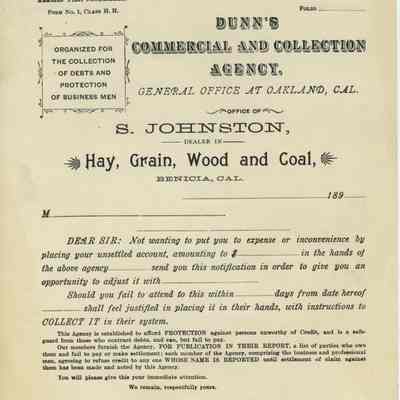 Form No. 1, Class H. H.
Folio
ORGANIZED FOR
THE COLLECTION
OF DEBTS AND
PROTECTION
OF BUSINESS MEN
DUNN'S
COMMERCIAL AND COLLECTION
AGENCY,
GENERAL OFFICE AT OAKLAND, CAL.
OFFICE OF
S. JOHNSTON,
DEALER IN
Hay, Grain, Wood and Coal,
BENICIA, CAL.
189
M
DEAR SIR: Not wanting to put you to expense or inconvenience by
placing your unsettled account, amounting to $ in the hands of
the above agency send you this notification in order to give you an
opportunity to adjust it with
Should you fail to attend to this within days from date hereof
shall feel justified in placing it in their hands, with instructions to
COLLECT IT in their system.
This Agency is established to afford PROTECTION against persons unworthy of Credit, and is a safe-
guard from those who contract debts, and can, but fail to pay.
Our members furnish the Agency, FOR PUBLICATION IN THEIR REPORT, a list of parties who owe
them and fail to pay or make settlement; each member of the Agency, comprising the business and professional
men, agreeing to refuse credit to any one WHOSE NAME IS REPORTED until settlement of claim against
them has been made and noted by this Agency.
You will please give this your immediate attention.
We remain, respectfully yours.